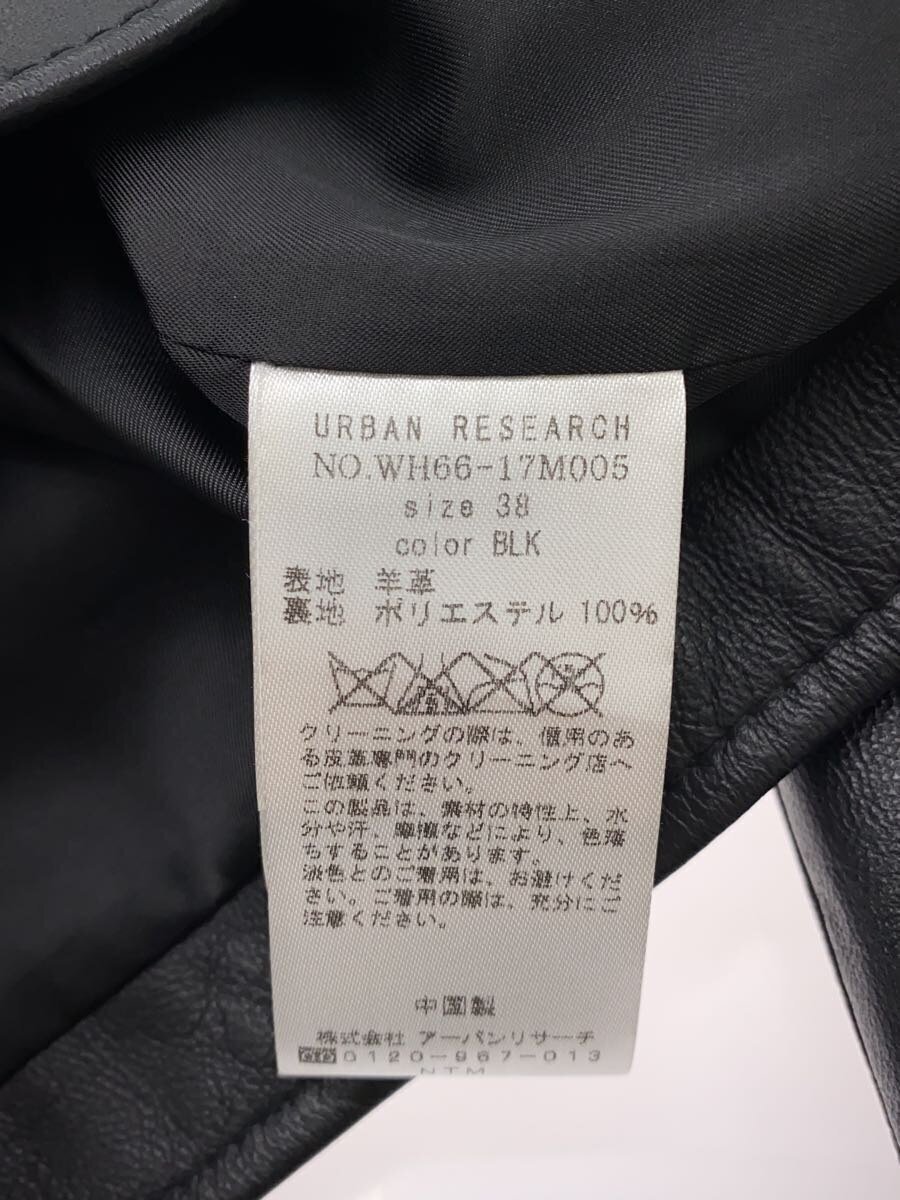 URBAN RESEARCH
NO.WH66-17M005
size 38
color BLK
表地 羊革
裏地 ポリエステル 100%
クリーニングの際は、信用のあ
る皮革専門のクリーニング店へ
ご依頼ください。
この製品は、素材の特性上、水
分や汗、摩擦などにより、色落
ちすることがあります。
淡色とのご着用は、お避けくだ
さい。ご着用の際は、充分にご
注意ください。
中国製
株式会社 アーバンリサーチ
0120-967-013
NTM